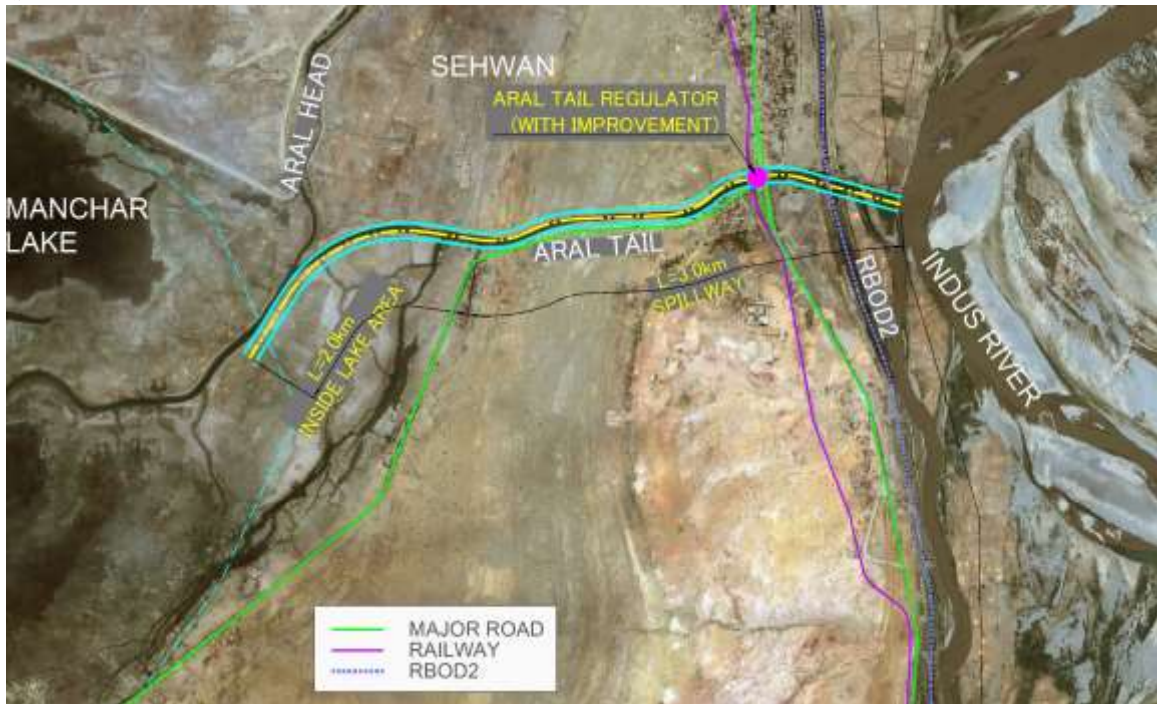 SEHWAN
ARAL TAIL REGULATOR
(WITH IMPROVEMENT)
ARAL HEAD
MANCHAR
LAKE
ARAL TAIL
L=3.0km
SPILLWAY
RBOD2
INDUS RIVER
L=2.0km
INSIDE LAKE AREA
MAJOR ROAD
RAILWAY
RBOD2